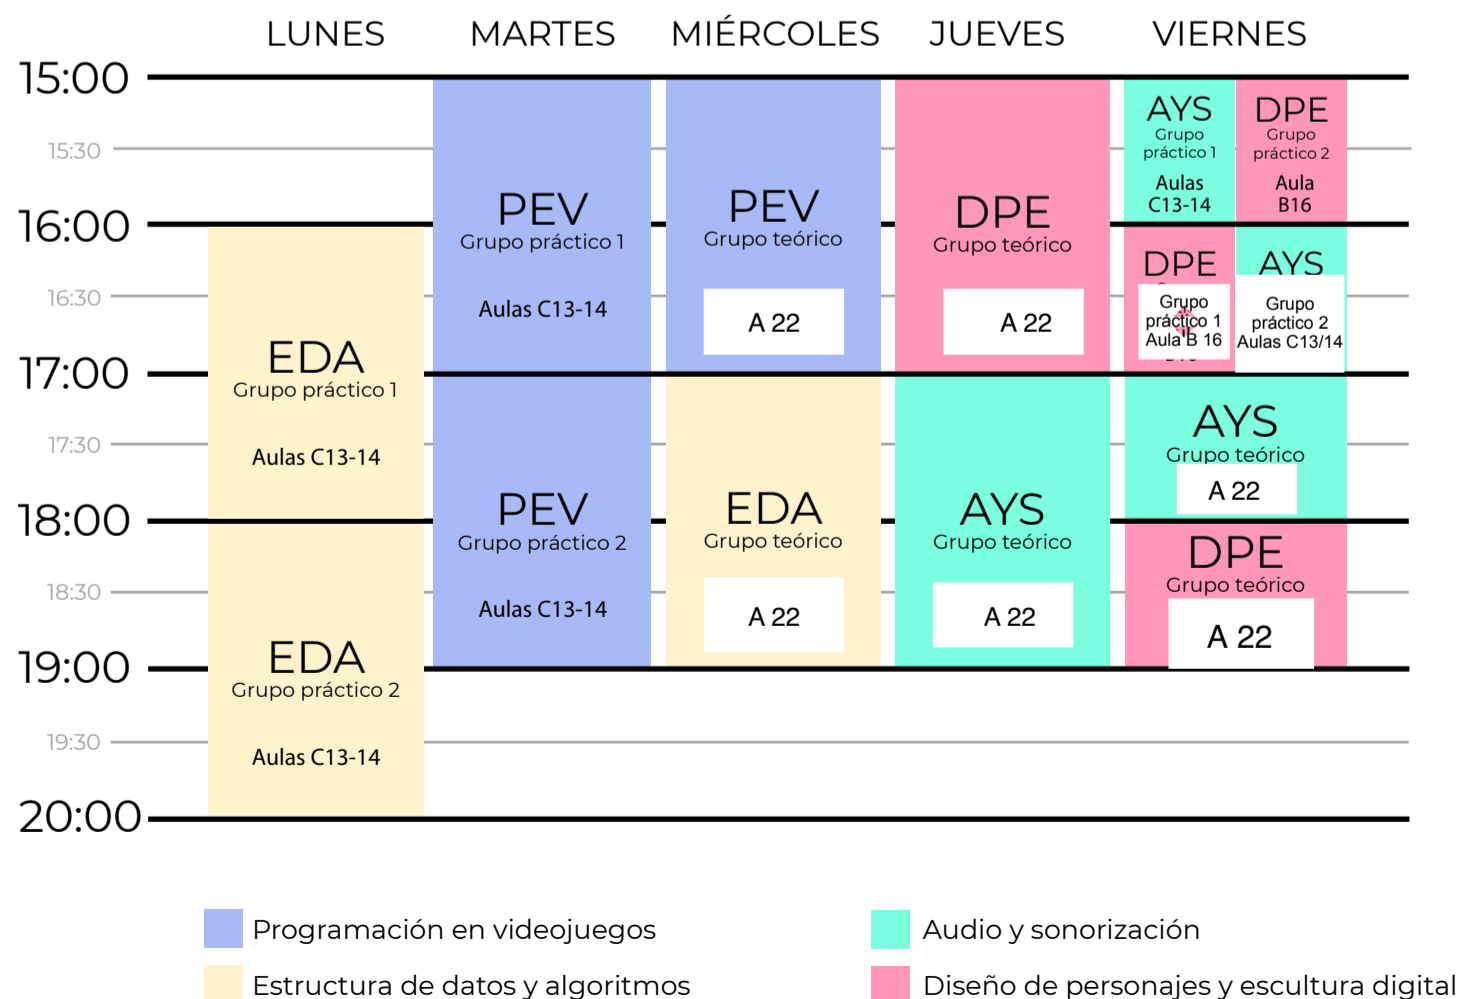 LUNES
MARTES
MIÉRCOLES
JUEVES
VIERNES
15:00
15:30
16:00
16:30
17:00
17:30
18:00
18:30
19:00
19:30
20:00
EDA
Grupo práctico 1
Aulas C13-14
EDA
Grupo práctico 2
Aulas C13-14
PEV
Grupo práctico 1
Aulas C13-14
PEV
Grupo práctico 2
Aulas C13-14
PEV
Grupo teórico
A 22
EDA
Grupo teórico
A 22
DPE
Grupo teórico
A 22
AYS
Grupo teórico
A 22
AYS
Grupo
práctico 1
Aulas
C13-14
DPE
Grupo
práctico 2
Aula
B16
DPE
Grupo
práctico 1
Aula B 16
AYS
Grupo
práctico 2
Aulas C13/14
AYS
Grupo teórico
A 22
DPE
Grupo teórico
A 22
Programación en videojuegos
Audio y sonorización
Estructura de datos y algoritmos
Diseño de personajes y escultura digital